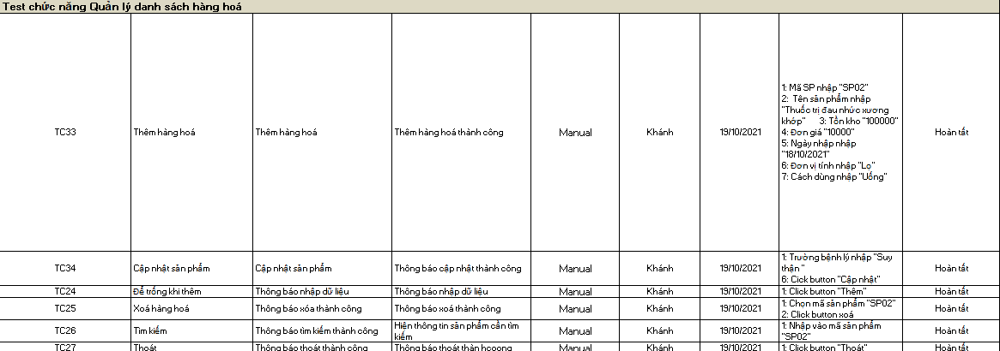 Test chức năng Quản lý danh sách hàng hoá
TC33 Thêm hàng hoá Thêm hàng hoá Thêm hàng hoá thành công Manual Khánh 19/10/2021
1: Mã SP nhập "SP02"
2: Tên sản phẩm nhập
"Thuốc trị đau nhức xương
khớp" 3: Tồn kho "100000"
4: Đơn giá "10000"
5: Ngày nhập nhập
"18/10/2021"
6: Đơn vị tính nhập "Lọ"
7: Cách dùng nhập "Uống"
Hoàn tất
TC34 Cập nhật sản phẩm Cập nhật sản phẩm Thông báo cập nhật thành công Manual Khánh 19/10/2021
1: Trường bệnh lý nhập "Suy
thận "
6: Click button "Cập nhật"
Hoàn tất
TC24 Để trống khi thêm Thông báo nhập dữ liệu Thông báo nhập dữ liệu Manual Khánh 19/10/2021 1: Click button "Thêm" Hoàn tất
TC25 Xoá hàng hoá Thông báo xóa thành công Thông báo xoá thành công Manual Khánh 19/10/2021
1: Chọn mã sản phẩm "SP02"
2: Click button xoá
Hoàn tất
TC26 Tìm kiếm Thông báo tìm kiếm thành công
Hiện thông tin sản phẩm cần tìm
kiếm
Manual Khánh 19/10/2021
1: Nhập vào mã sản phẩm
"SP02"
Hoàn tất
TC27 Thoát Thông báo thoát thành công Thông báo thoát thàn hcoong Manual Khánh 19/10/2021 1: Click button "Thoát" Hoàn tất